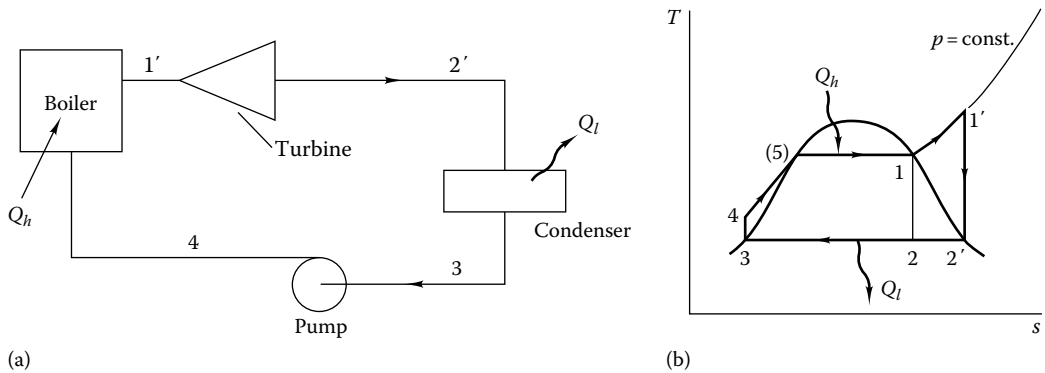 1′
2′
Boiler
Q_l
Turbine
Q_h
Condenser
4
3
Pump
(a)
T
p = const.
Q_h
1′
(5)
1
4
3
2
2′
Q_l
s
(b)